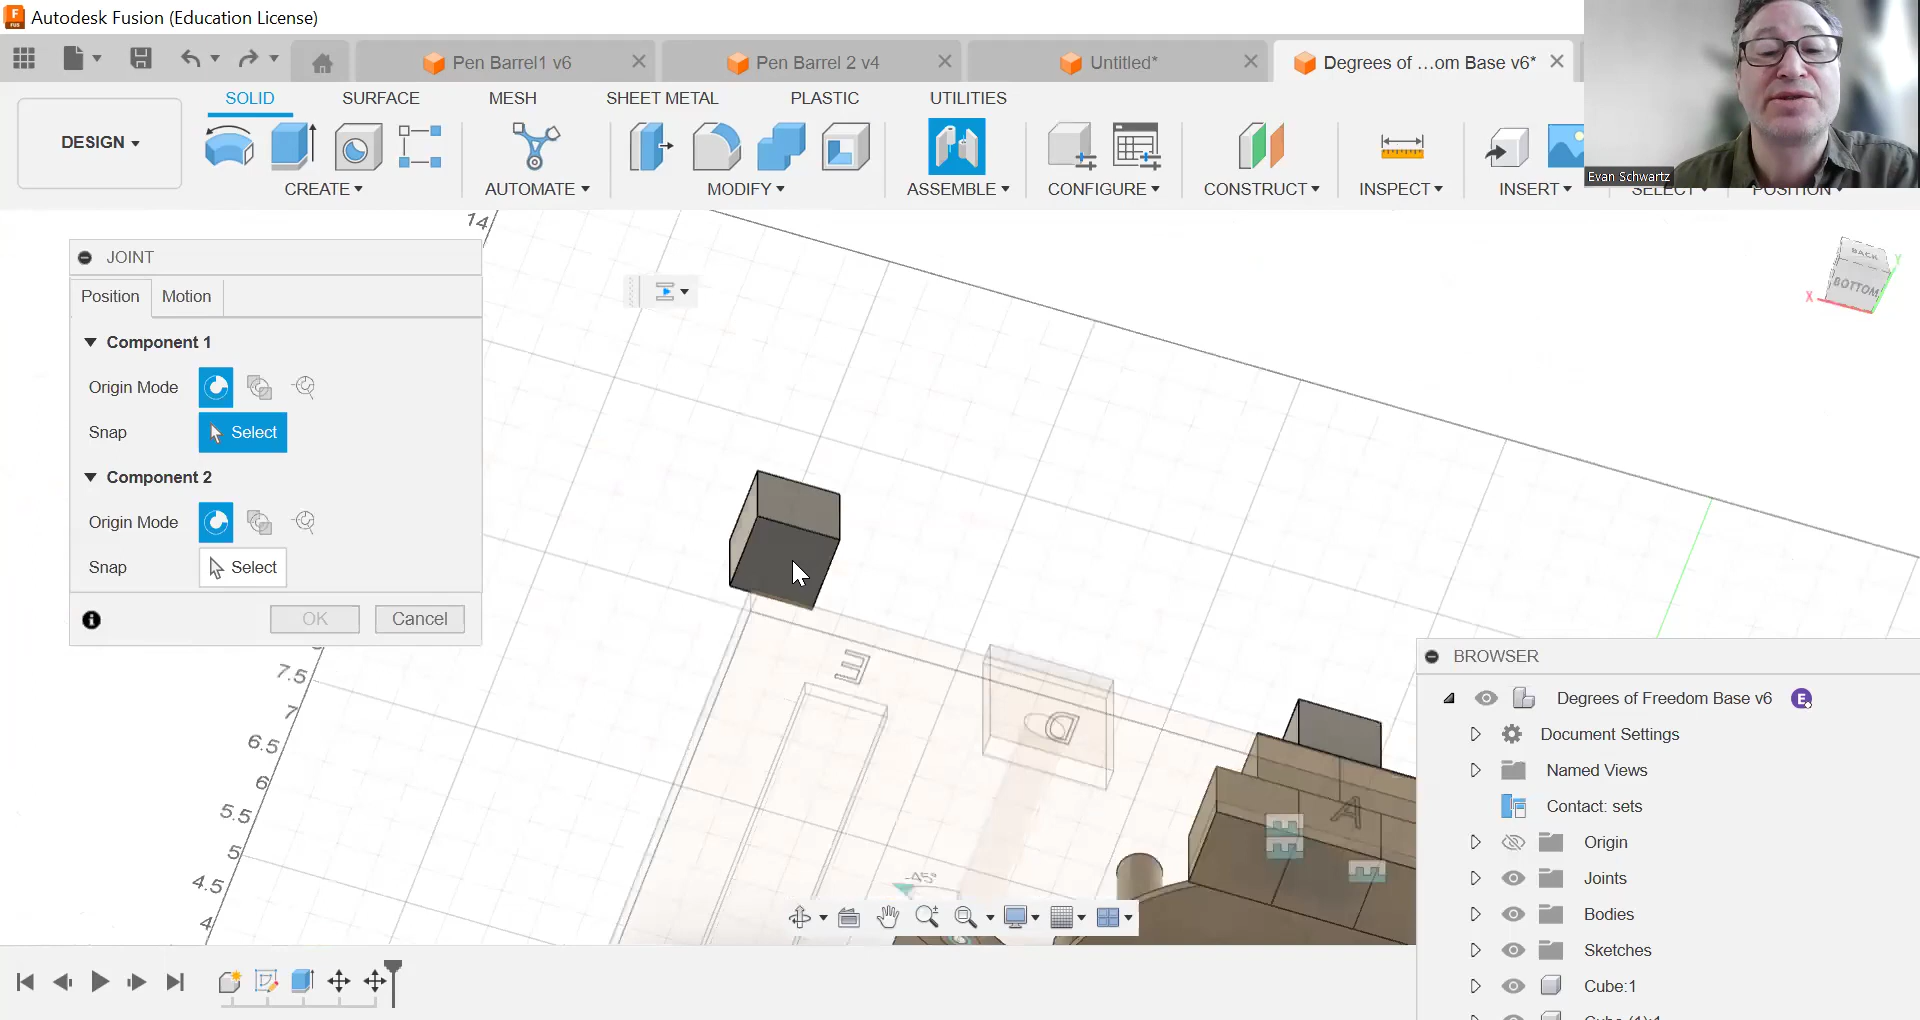 Autodesk Fusion (Education License)
Pen Barrel1 v6
Pen Barrel 2 v4
Untitled*
Degrees of ...om Base v6*
SOLID
SURFACE
MESH
SHEET METAL
PLASTIC
UTILITIES
DESIGN
CREATE
AUTOMATE
MODIFY
ASSEMBLE
CONFIGURE
CONSTRUCT
INSPECT
INSERT
SELECT
POSITION
Evan Schwartz
JOINT
Position
Motion
Component 1
Origin Mode
Snap
Select
Component 2
Origin Mode
Snap
Select
OK
Cancel
14
7.5
7
6.5
6
5.5
5
4.5
4
E
D
A
-45°
BACK
BOTTOM
X
Y
BROWSER
Degrees of Freedom Base v6
E
Document Settings
Named Views
Contact: sets
Origin
Joints
Bodies
Sketches
Cube:1